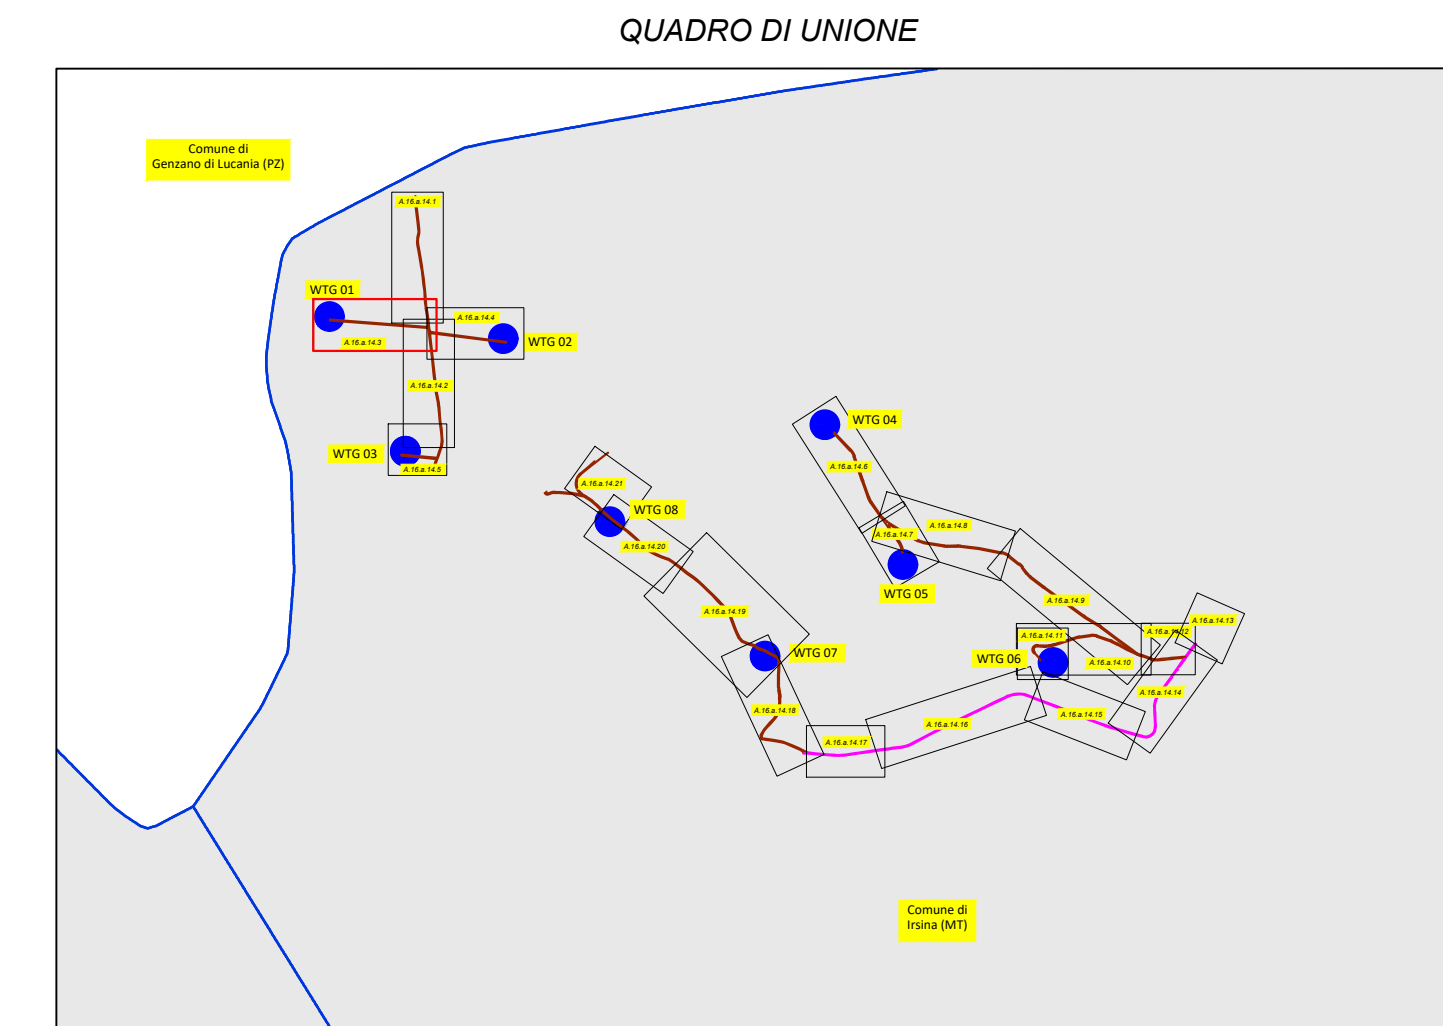 QUADRO DI UNIONE
Comune di
Genzano di Lucania (PZ)
A.16.a.14.1
WTG 01
A.16.a.14.4
A.16.a.14.3
WTG 02
A.16.a.14.2
WTG 03
A.16.a.14.5
WTG 04
A.16.a.14.6
A.16.a.14.21
WTG 08
A.16.a.14.8
A.16.a.14.7
A.16.a.14.20
WTG 05
A.16.a.14.9
A.16.a.14.19
A.16.a.14.13
A.16.a.14.12
A.16.a.14.11
WTG 07
WTG 06
A.16.a.14.10
A.16.a.14.14
A.16.a.14.18
A.16.a.14.15
A.16.a.14.16
A.16.a.14.17
Comune di
Irsina (MT)